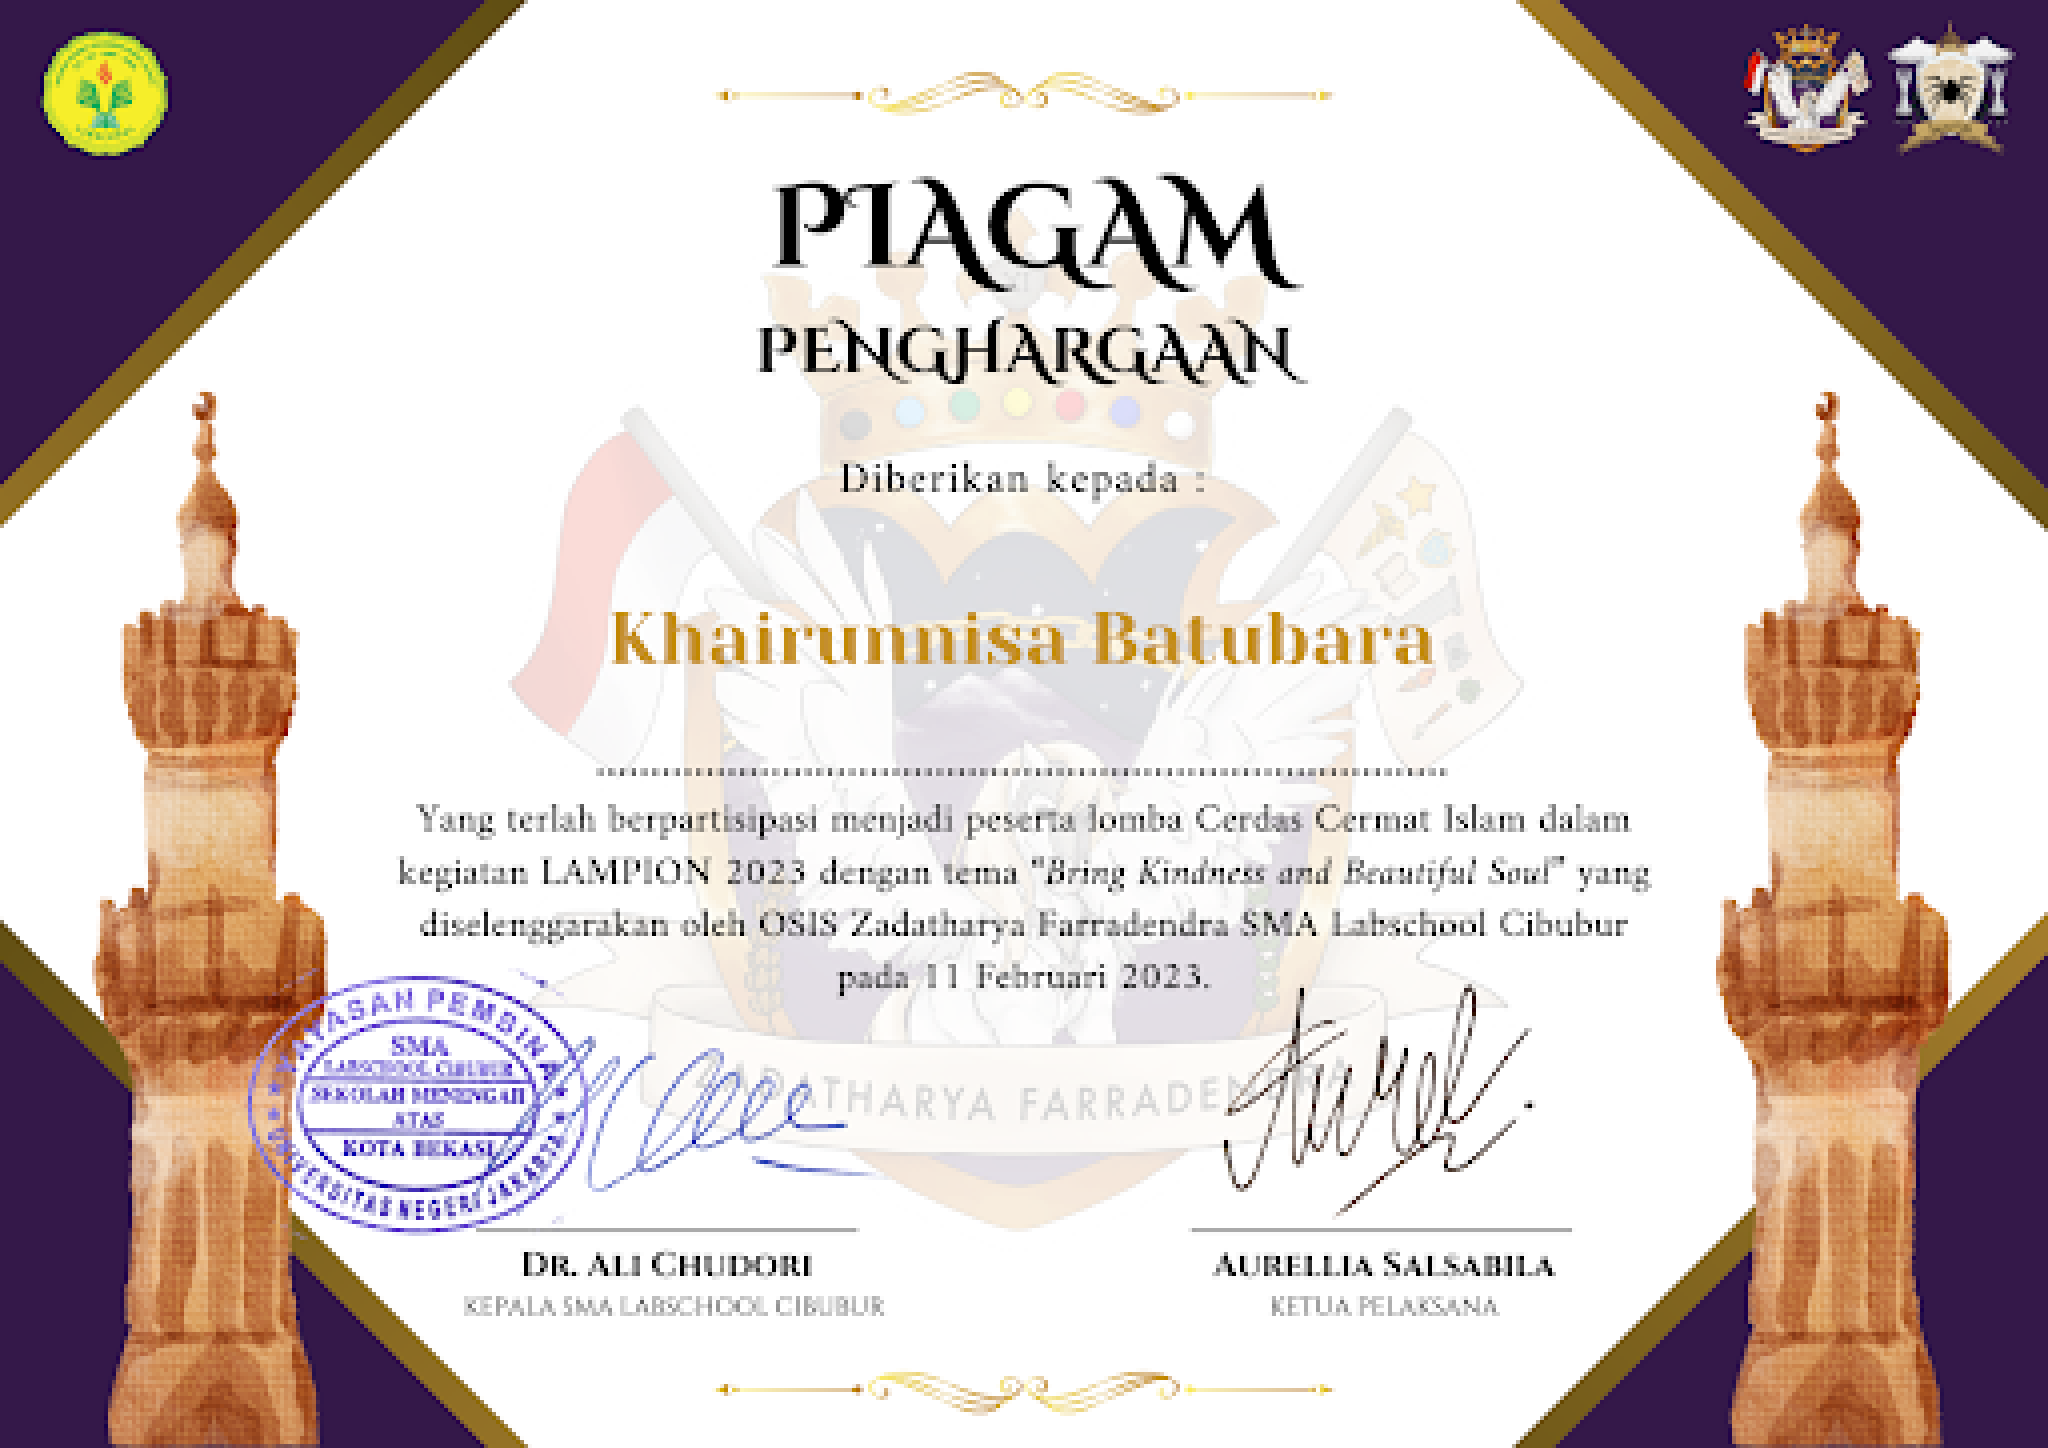 PIAGAM
PENGHARGAAN
Diberikan kepada :
Khairunnisa Batubara
Yang terlah berpartisipasi menjadi peserta lomba Cerdas Cermat Islam dalam
kegiatan LAMPION 2023 dengan tema "Bring Kindness and Beautiful Soul" yang
diselenggarakan oleh OSIS Zadatharya Farradendra SMA Labschool Cibubur
pada 11 Februari 2023.
YAYASAN PEMBINA
SMA
LABSCHOOL CIBUBUR
SEKOLAH MENENGAH
ATAS
KOTA BEKASI
UNIVERSITAS NEGERI JAKARTA
ZADATHARYA FARRADENDRA
Aurel.
DR. ALI CHUDORI
KEPALA SMA LABSCHOOL CIBUBUR
AURELLIA SALSABILA
KETUA PELAKSANA